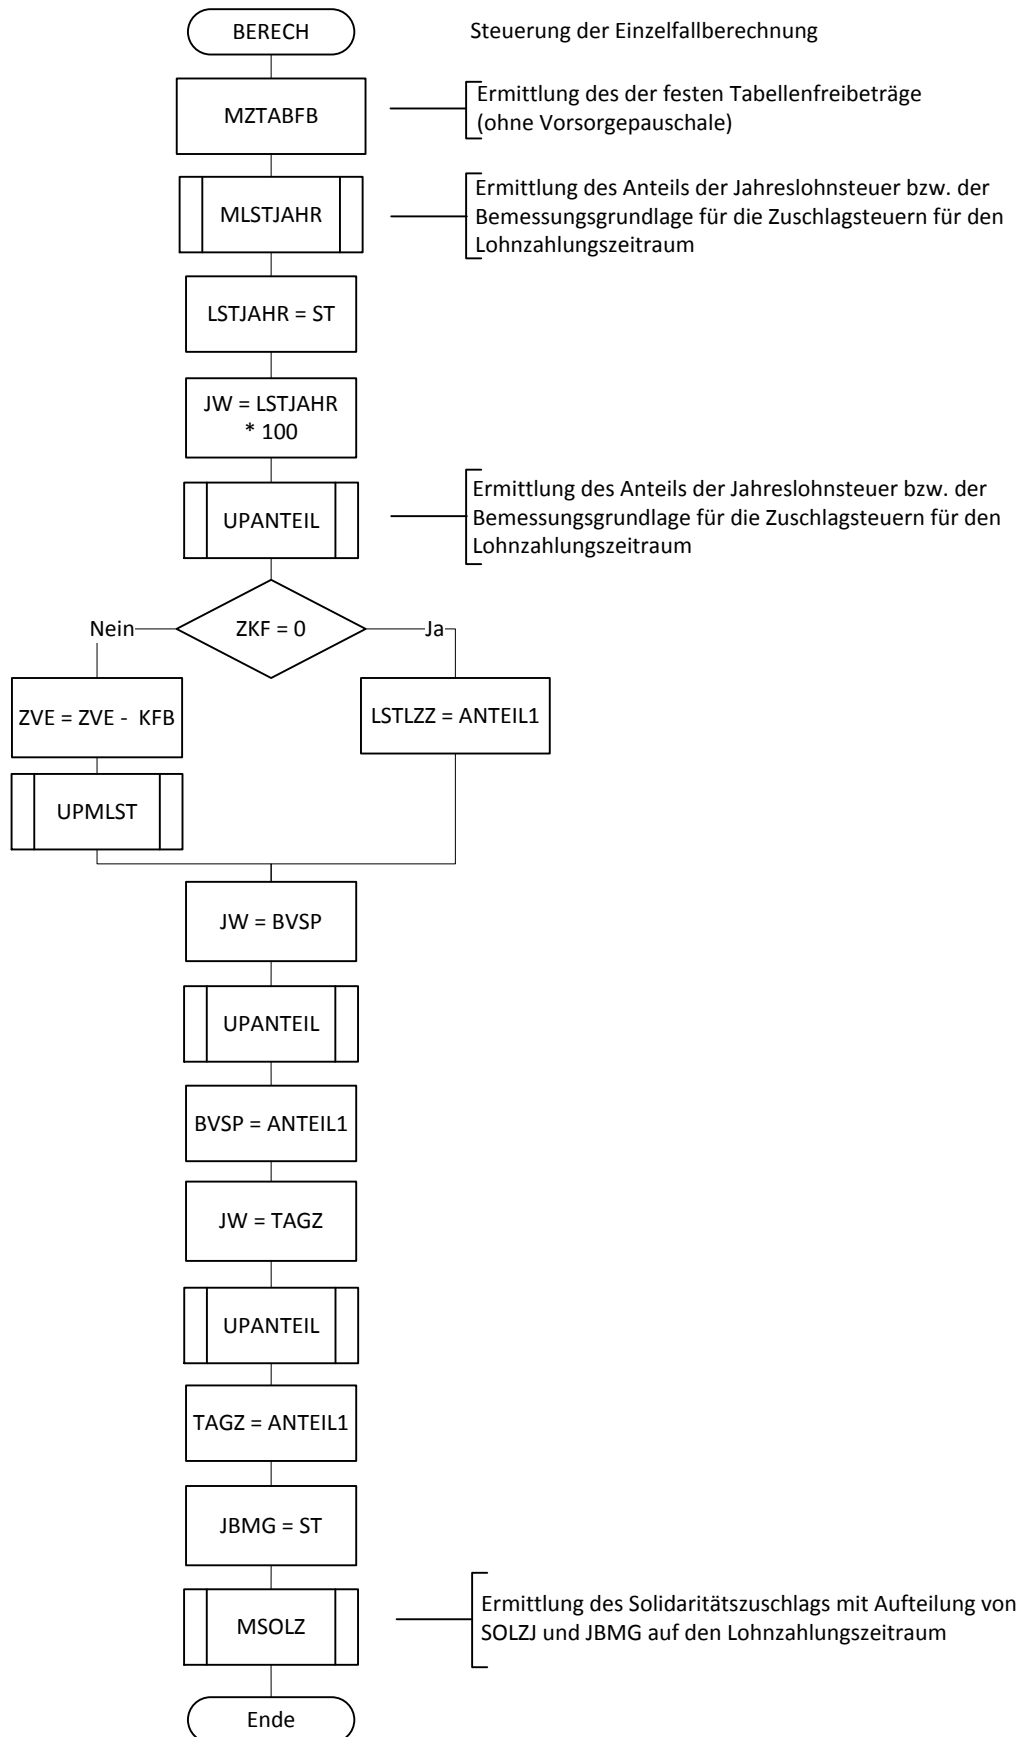 BERECH
Steuerung der Einzelfallberechnung
MZTABFB
Ermittlung des der festen Tabellenfreibeträge
(ohne Vorsorgepauschale)
MLSTJAHR
Ermittlung des Anteils der Jahreslohnsteuer bzw. der
Bemessungsgrundlage für die Zuschlagsteuern für den
Lohnzahlungszeitraum
LSTJAHR = ST
JW = LSTJAHR
* 100
UPANTEIL
Ermittlung des Anteils der Jahreslohnsteuer bzw. der
Bemessungsgrundlage für die Zuschlagsteuern für den
Lohnzahlungszeitraum
ZKF = 0
Nein
Ja
ZVE = ZVE - KFB
LSTLZZ = ANTEIL1
UPMLST
JW = BVSP
UPANTEIL
BVSP = ANTEIL1
JW = TAGZ
UPANTEIL
TAGZ = ANTEIL1
JBMG = ST
MSOLZ
Ermittlung des Solidaritätszuschlags mit Aufteilung von
SOLZJ und JBMG auf den Lohnzahlungszeitraum
Ende